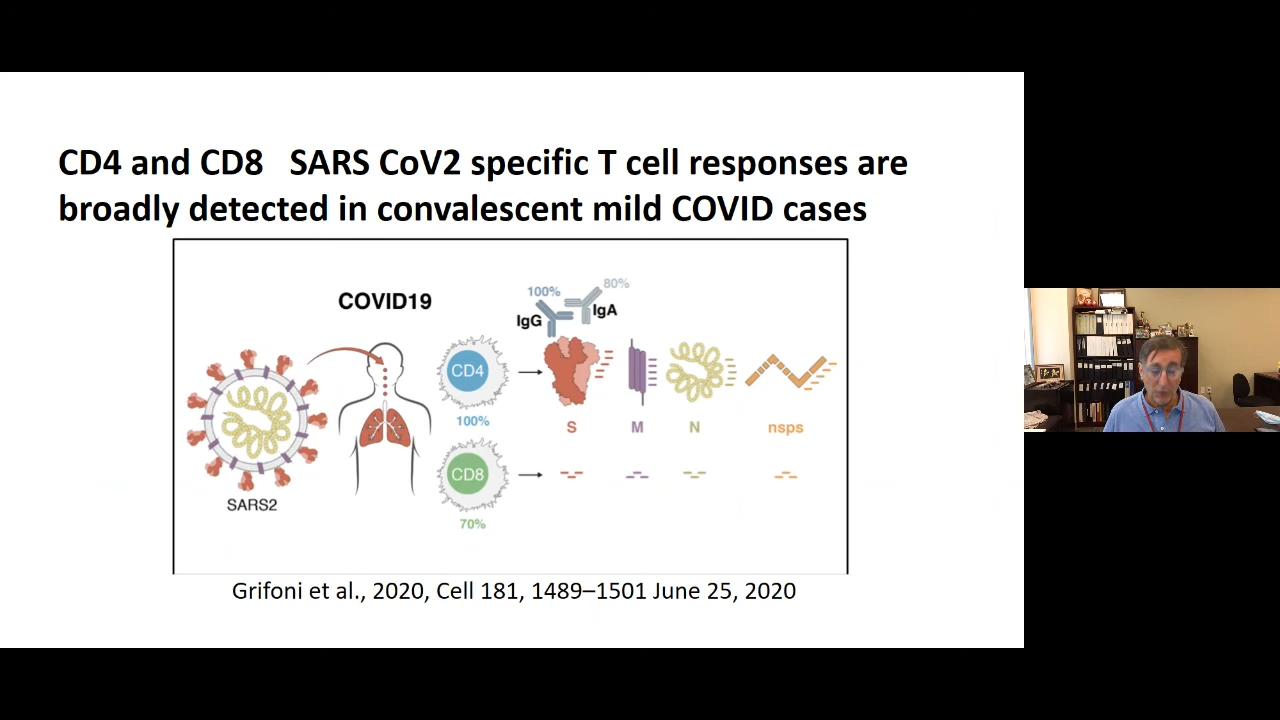 CD4 and CD8 SARS CoV2 specific T cell responses are
broadly detected in convalescent mild COVID cases
COVID19
100%
80%
IgG
IgA
CD4
100%
S
M
N
nsps
CD8
70%
SARS2
Grifoni et al., 2020, Cell 181, 1489–1501 June 25, 2020